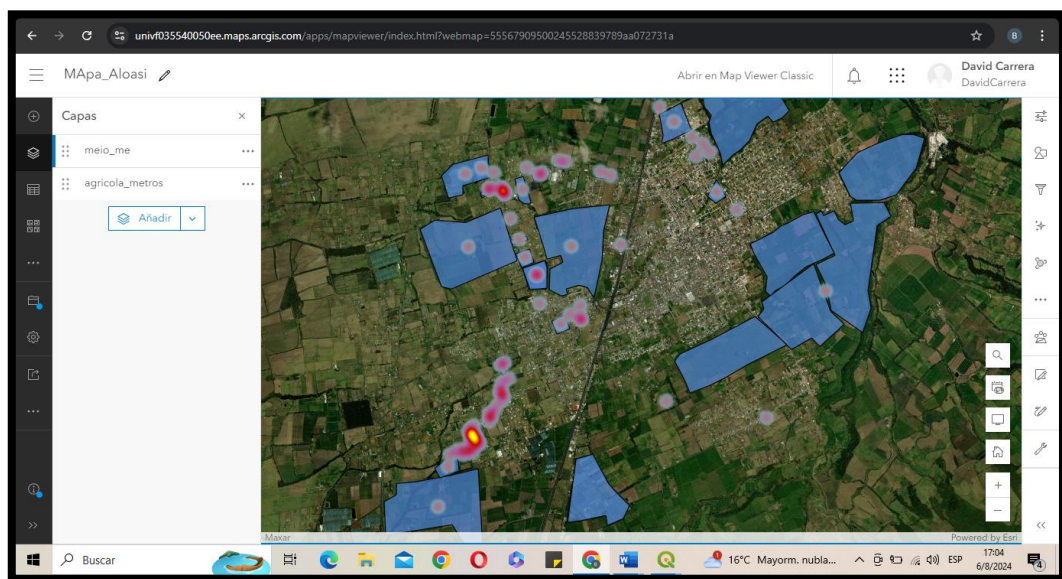 univf035540050ee.maps.arcgis.com/apps/mapviewer/index.html?webmap=55567909500245528839789aa072731a
B
MApa_Aloasi
Abrir en Map Viewer Classic
David Carrera
DavidCarrera
Capas
meio_me
agricola_metros
Añadir
Maxar
Powered by Esri
Buscar
16°C Mayorm. nubla...
ESP
17:04
6/8/2024
4